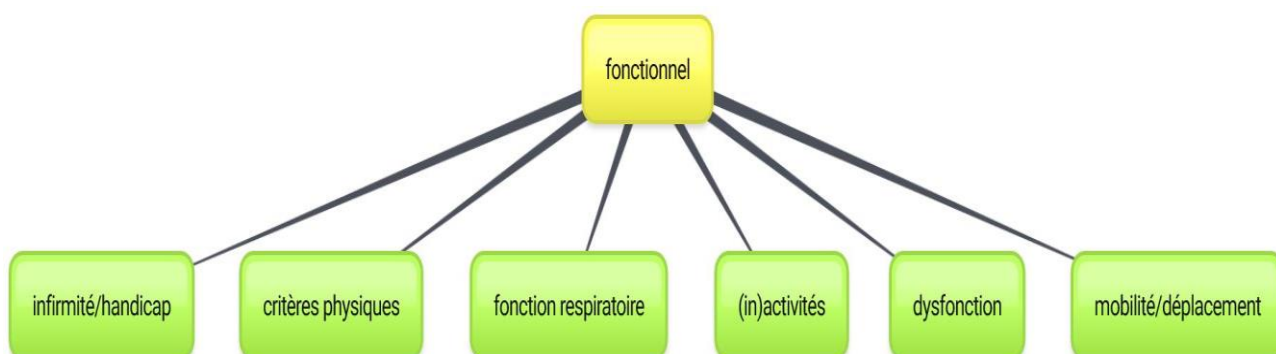 fonctionnel
infirmité/handicap
critères physiques
fonction respiratoire
(in)activités
dysfonction
mobilité/déplacement